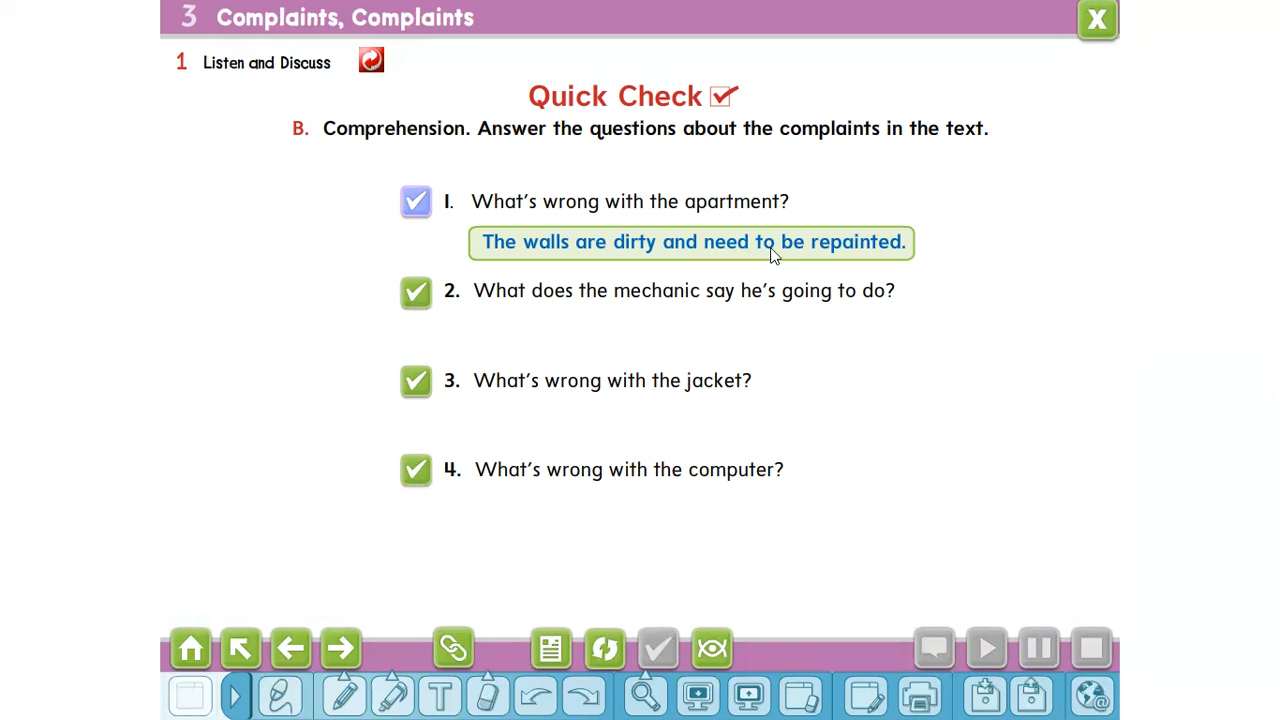 3 Complaints, Complaints
X
1 Listen and Discuss
Quick Check
B. Comprehension. Answer the questions about the complaints in the text.
1. What's wrong with the apartment?
The walls are dirty and need to be repainted.
2. What does the mechanic say he's going to do?
3. What's wrong with the jacket?
4. What's wrong with the computer?
T